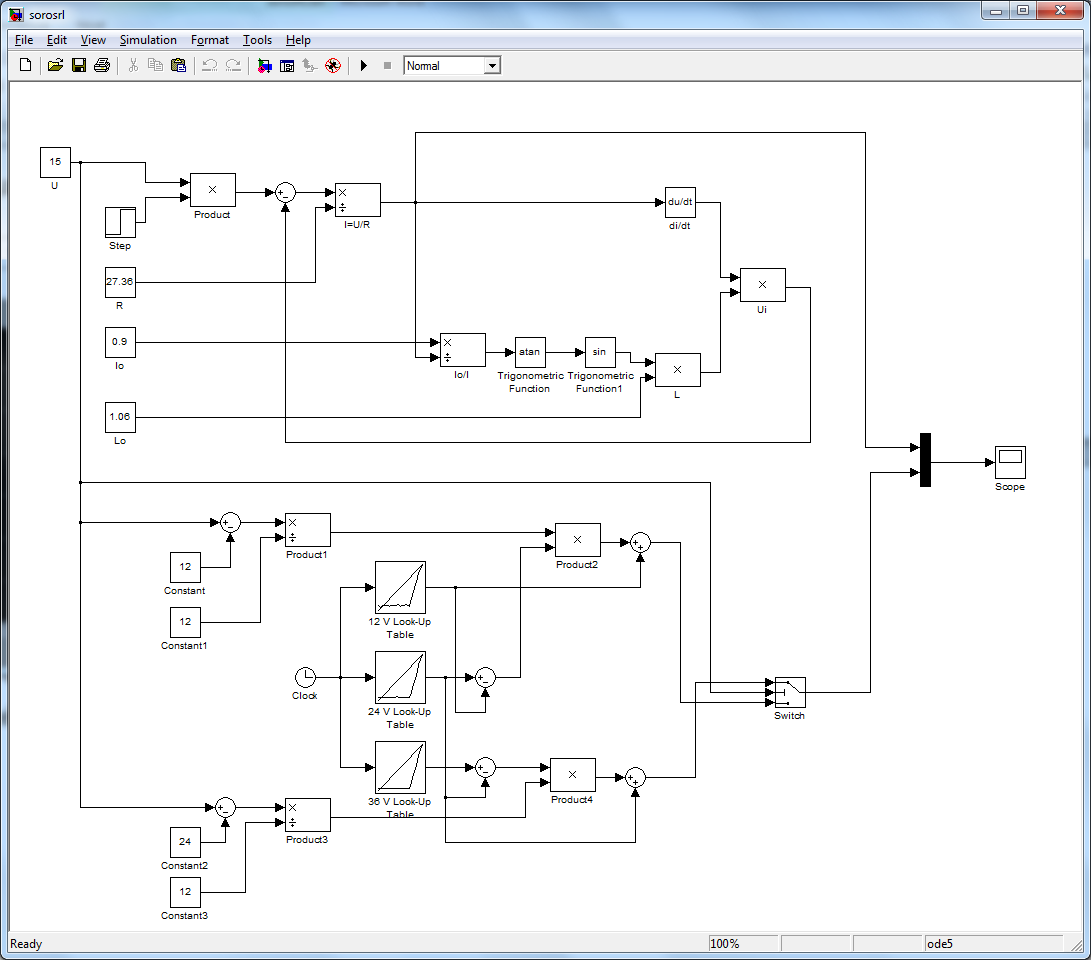 sorosrl
File Edit View Simulation Format Tools Help
Normal
15
U
Product
Step
I=U/R
du/dt
di/dt
27.36
R
Ui
0.9
Io
Io/I
atan
Trigonometric
Function
sin
Trigonometric
Function1
L
1.06
Lo
Scope
Product1
Product2
12
Constant
12
Constant1
12 V Look-Up
Table
Clock
24 V Look-Up
Table
Switch
36 V Look-Up
Table
Product4
Product3
24
Constant2
12
Constant3
Ready
100%
ode5